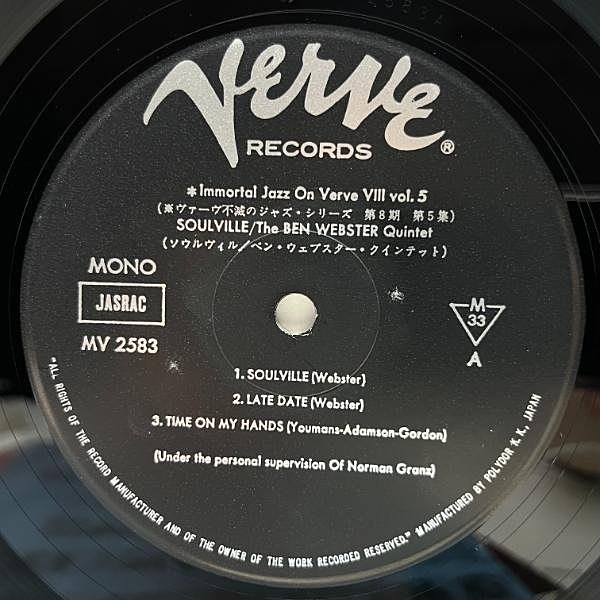 Verve
RECORDS ®
*Immortal Jazz On Verve VIII vol. 5
(※ヴァーヴ不滅のジャズ・シリーズ 第8期 第5集)
SOULVILLE/The BEN WEBSTER Quintet
(ソウルヴィル/ベン・ウェブスター・クインテット)
MONO
JASRAC
MV 2583
M
33
A
1. SOULVILLE (Webster)
2. LATE DATE (Webster)
3. TIME ON MY HANDS (Youmans-Adamson-Gordon)
(Under the personal supervision Of Norman Granz)
"ALL RIGHTS OF THE RECORD MANUFACTURER AND OF THE OWNER OF THE WORK RECORDED RESERVED." MANUFACTURED BY POLYDOR K. K., JAPAN